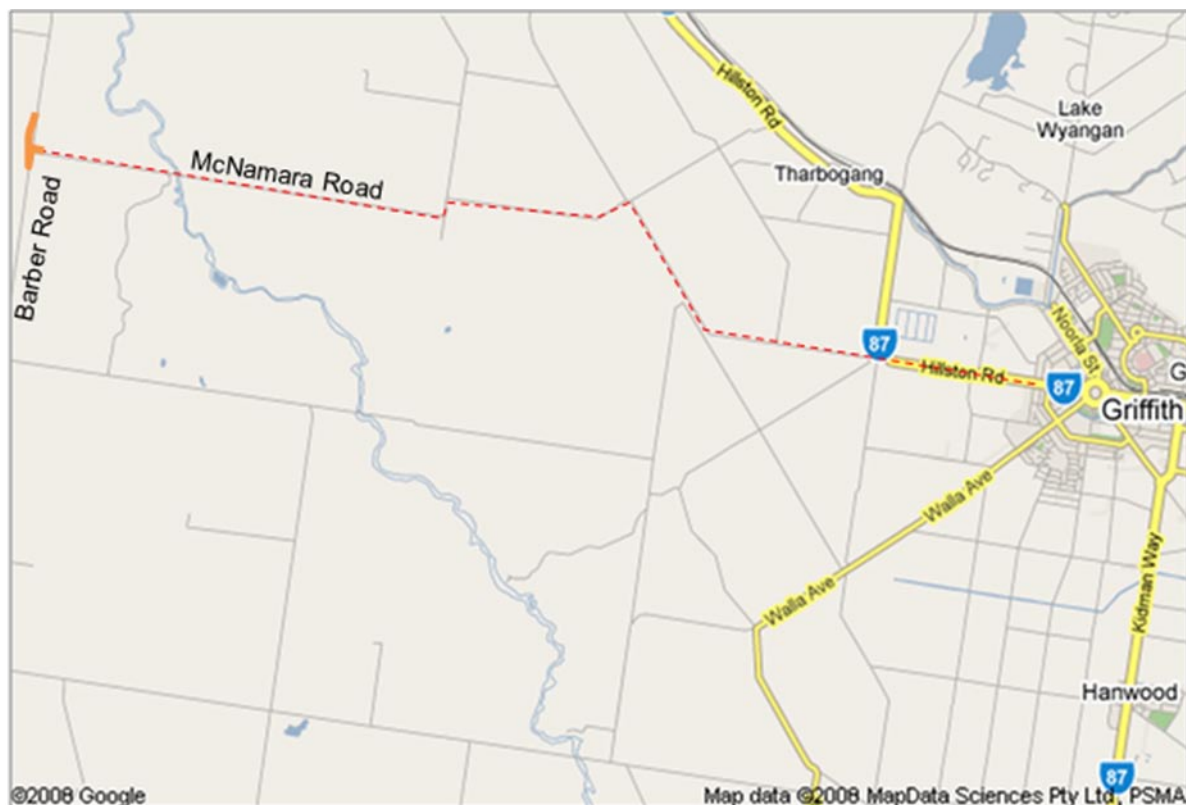 Hillston Rd
Lake
Wyangan
Tharbogang
McNamara Road
Barber Road
87
Hillston Rd
Noorla St
87
G
Griffith
Walla Ave
Walla Ave
Kidman Way
Hanwood
87
©2008 Google
Map data ©2008 MapData Sciences Pty Ltd, PSMA